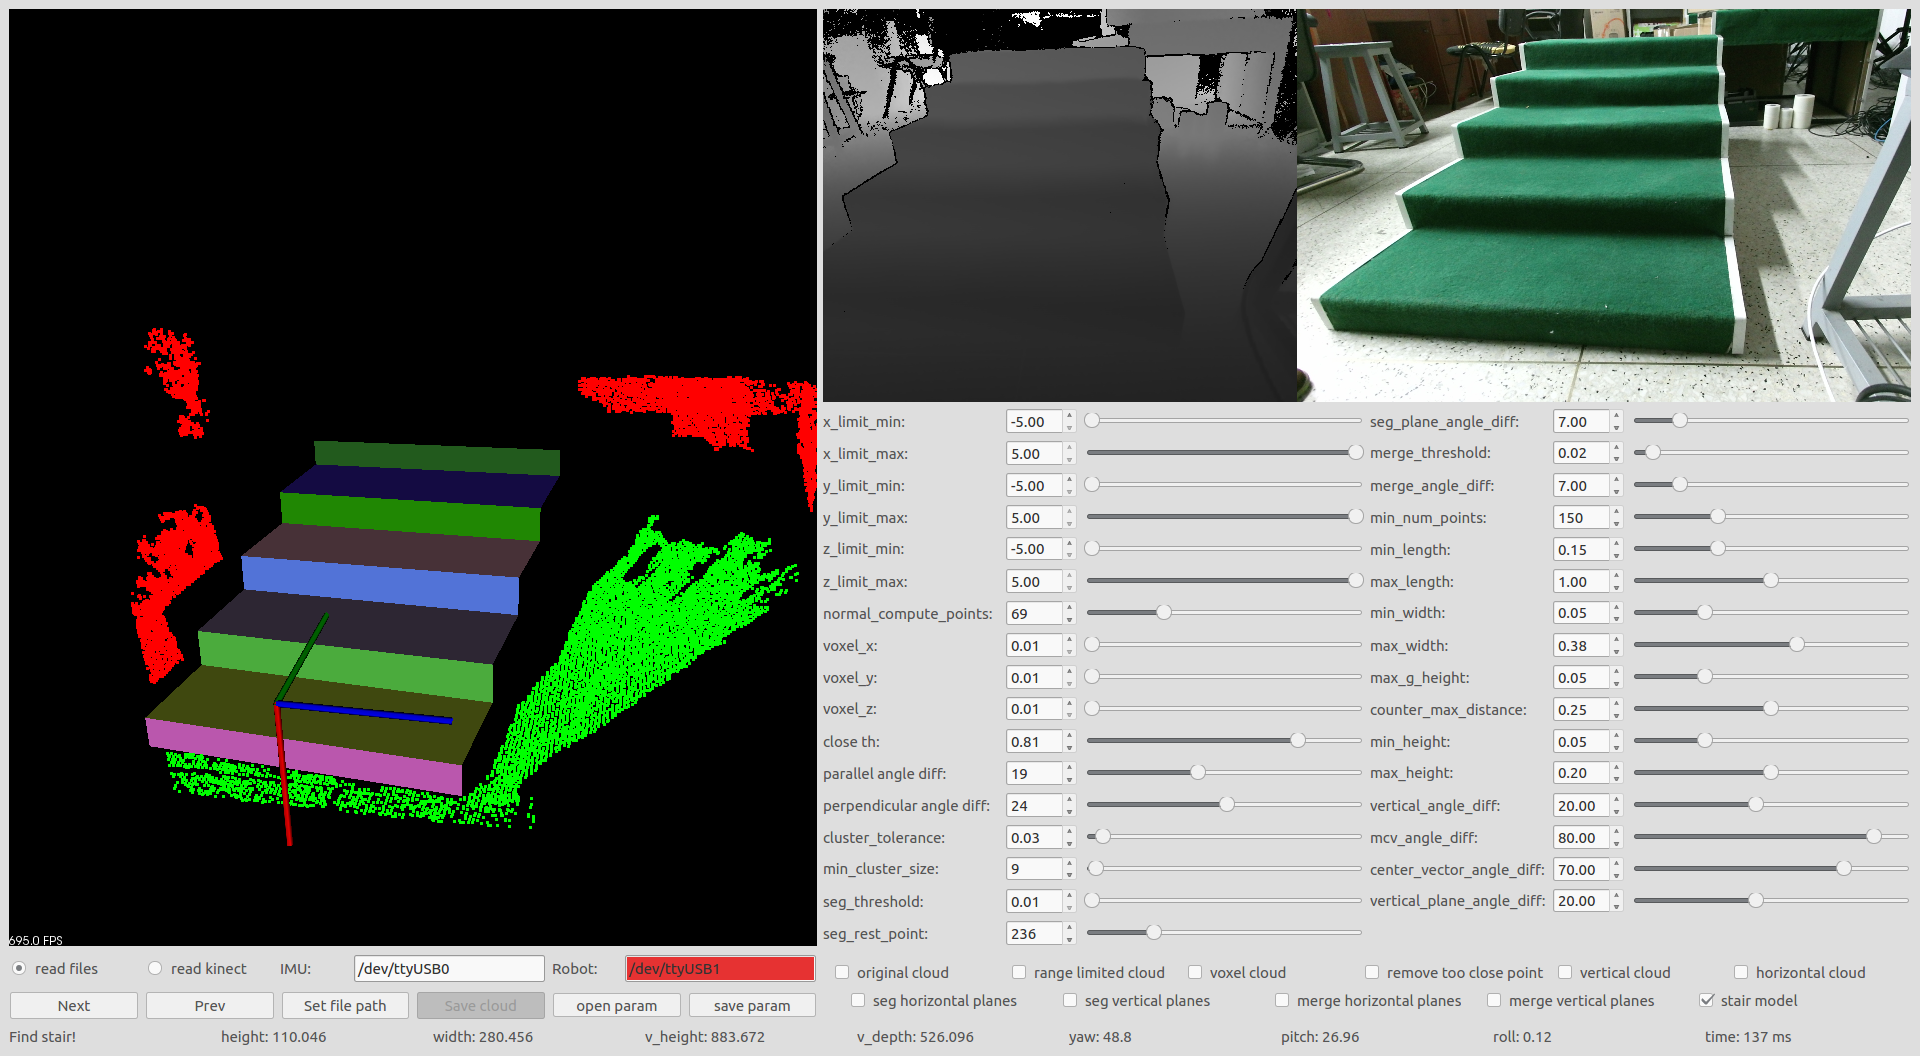 x_limit_min: -5.00
x_limit_max: 5.00
y_limit_min: -5.00
y_limit_max: 5.00
z_limit_min: -5.00
z_limit_max: 5.00
normal_compute_points: 69
voxel_x: 0.01
voxel_y: 0.01
voxel_z: 0.01
close th: 0.81
parallel angle diff: 19
perpendicular angle diff: 24
cluster_tolerance: 0.03
min_cluster_size: 9
seg_threshold: 0.01
seg_rest_point: 236
seg_plane_angle_diff: 7.00
merge_threshold: 0.02
merge_angle_diff: 7.00
min_num_points: 150
min_length: 0.15
max_length: 1.00
min_width: 0.05
max_width: 0.38
max_g_height: 0.05
counter_max_distance: 0.25
min_height: 0.05
max_height: 0.20
vertical_angle_diff: 20.00
mcv_angle_diff: 80.00
center_vector_angle_diff: 70.00
vertical_plane_angle_diff: 20.00
695.0 FPS
read files read kinect IMU: /dev/ttyUSB0 Robot: /dev/ttyUSB1
original cloud range limited cloud voxel cloud remove too close point vertical cloud horizontal cloud
Next Prev Set file path Save cloud open param save param
seg horizontal planes seg vertical planes merge horizontal planes merge vertical planes stair model
Find stair! height: 110.046 width: 280.456 v_height: 883.672 v_depth: 526.096 yaw: 48.8 pitch: 26.96 roll: 0.12 time: 137 ms